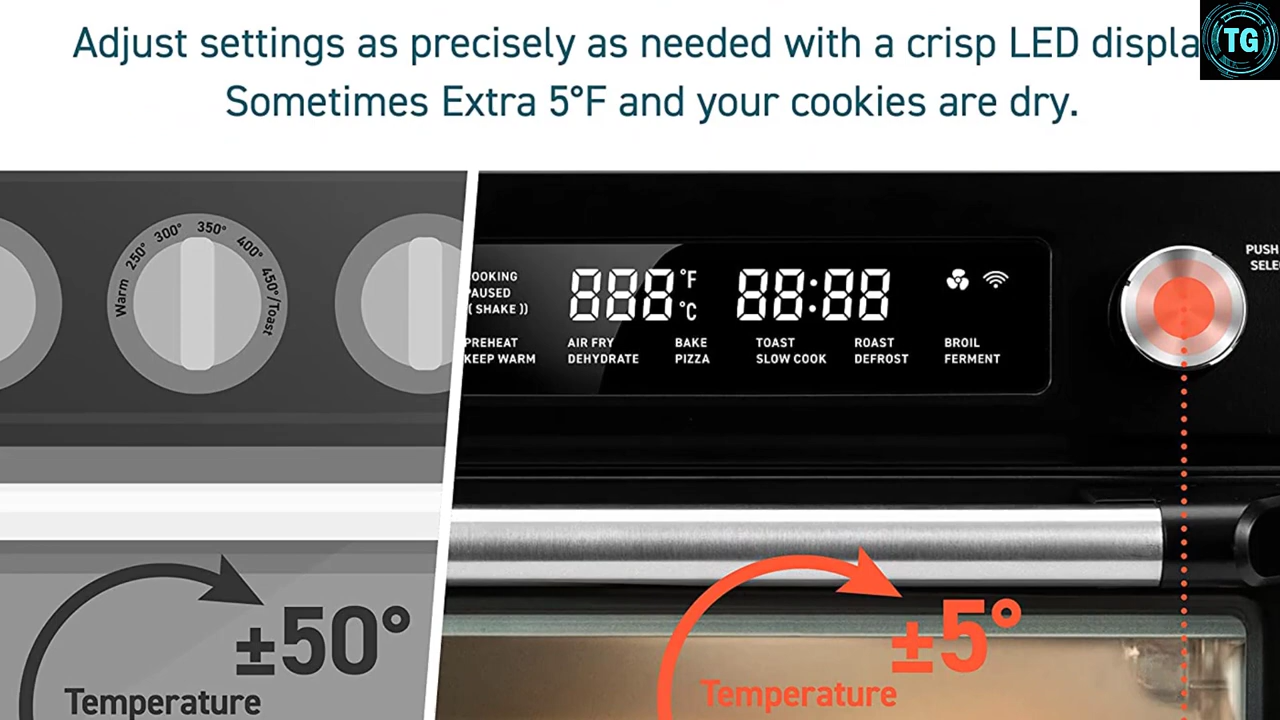 Adjust settings as precisely as needed with a crisp LED displa
TG
Sometimes Extra 5°F and your cookies are dry.
Warm 250° 300° 350° 400° 450°/Toast
OOKING
AUSED
( SHAKE ))
PREHEAT
KEEP WARM
888°F
°C
88:88
AIR FRY
DEHYDRATE
BAKE
PIZZA
TOAST
SLOW COOK
ROAST
DEFROST
BROIL
FERMENT
PUSH
SELE
±50°
Temperature
±5°
Temperature